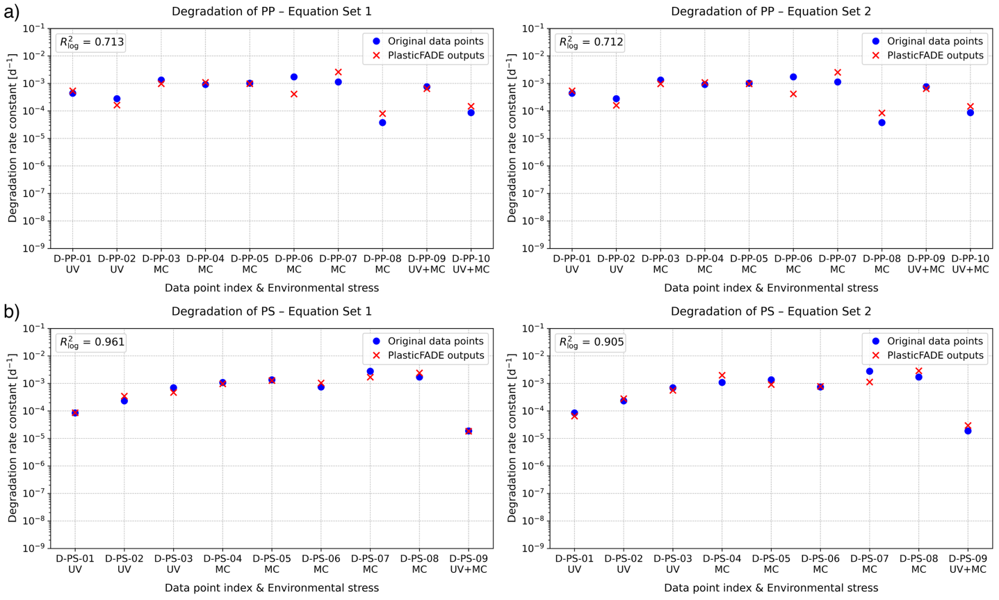 a)
Degradation of PP – Equation Set 1
R²log = 0.713
Original data points
PlasticFADE outputs
Degradation rate constant [d⁻¹]
10⁻¹
10⁻²
10⁻³
10⁻⁴
10⁻⁵
10⁻⁶
10⁻⁷
10⁻⁸
10⁻⁹
D-PP-01 D-PP-02 D-PP-03 D-PP-04 D-PP-05 D-PP-06 D-PP-07 D-PP-08 D-PP-09 D-PP-10
UV UV MC MC MC MC MC MC UV+MC UV+MC
Data point index & Environmental stress
Degradation of PP – Equation Set 2
R²log = 0.712
Original data points
PlasticFADE outputs
Degradation rate constant [d⁻¹]
10⁻¹
10⁻²
10⁻³
10⁻⁴
10⁻⁵
10⁻⁶
10⁻⁷
10⁻⁸
10⁻⁹
D-PP-01 D-PP-02 D-PP-03 D-PP-04 D-PP-05 D-PP-06 D-PP-07 D-PP-08 D-PP-09 D-PP-10
UV UV MC MC MC MC MC MC UV+MC UV+MC
Data point index & Environmental stress
b)
Degradation of PS – Equation Set 1
R²log = 0.961
Original data points
PlasticFADE outputs
Degradation rate constant [d⁻¹]
10⁻¹
10⁻²
10⁻³
10⁻⁴
10⁻⁵
10⁻⁶
10⁻⁷
10⁻⁸
10⁻⁹
D-PS-01 D-PS-02 D-PS-03 D-PS-04 D-PS-05 D-PS-06 D-PS-07 D-PS-08 D-PS-09
UV UV UV MC MC MC MC MC UV+MC
Data point index & Environmental stress
Degradation of PS – Equation Set 2
R²log = 0.905
Original data points
PlasticFADE outputs
Degradation rate constant [d⁻¹]
10⁻¹
10⁻²
10⁻³
10⁻⁴
10⁻⁵
10⁻⁶
10⁻⁷
10⁻⁸
10⁻⁹
D-PS-01 D-PS-02 D-PS-03 D-PS-04 D-PS-05 D-PS-06 D-PS-07 D-PS-08 D-PS-09
UV UV UV MC MC MC MC MC UV+MC
Data point index & Environmental stress